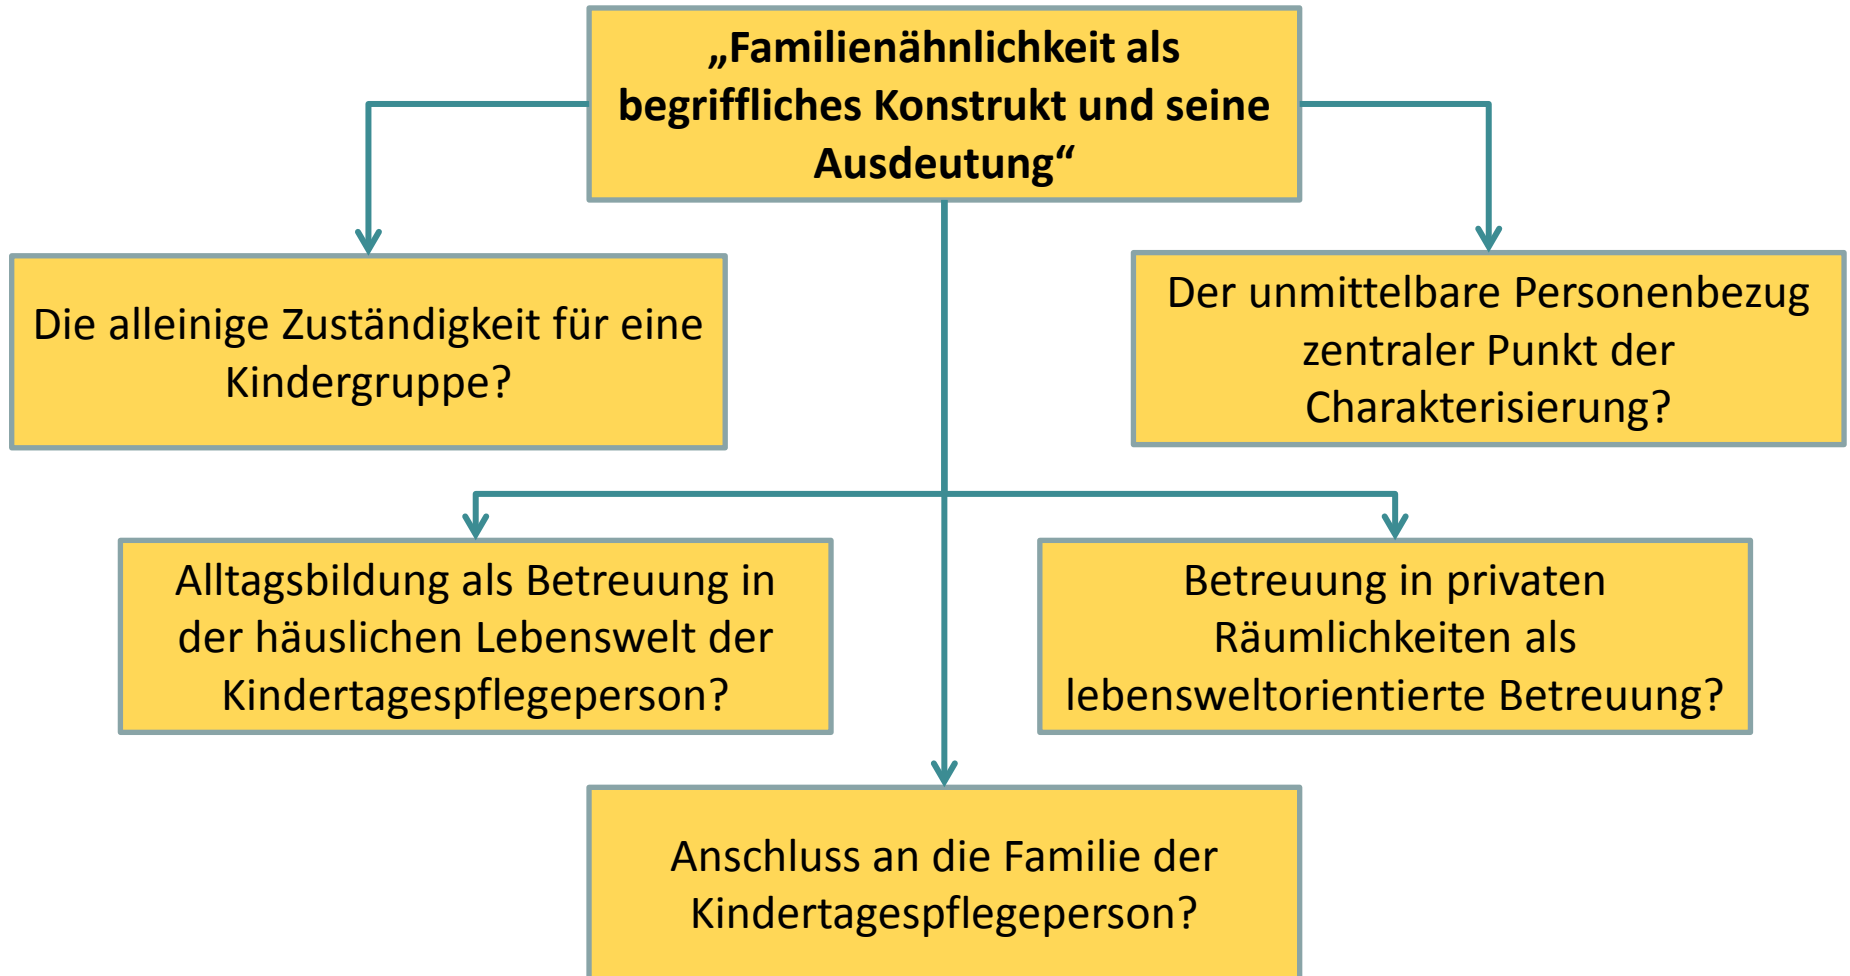 „Familienähnlichkeit als
begriffliches Konstrukt und seine
Ausdeutung“
Die alleinige Zuständigkeit für eine
Kindergruppe?
Der unmittelbare Personenbezug
zentraler Punkt der
Charakterisierung?
Alltagsbildung als Betreuung in
der häuslichen Lebenswelt der
Kindertagespflegeperson?
Betreuung in privaten
Räumlichkeiten als
lebensweltorientierte Betreuung?
Anschluss an die Familie der
Kindertagespflegeperson?